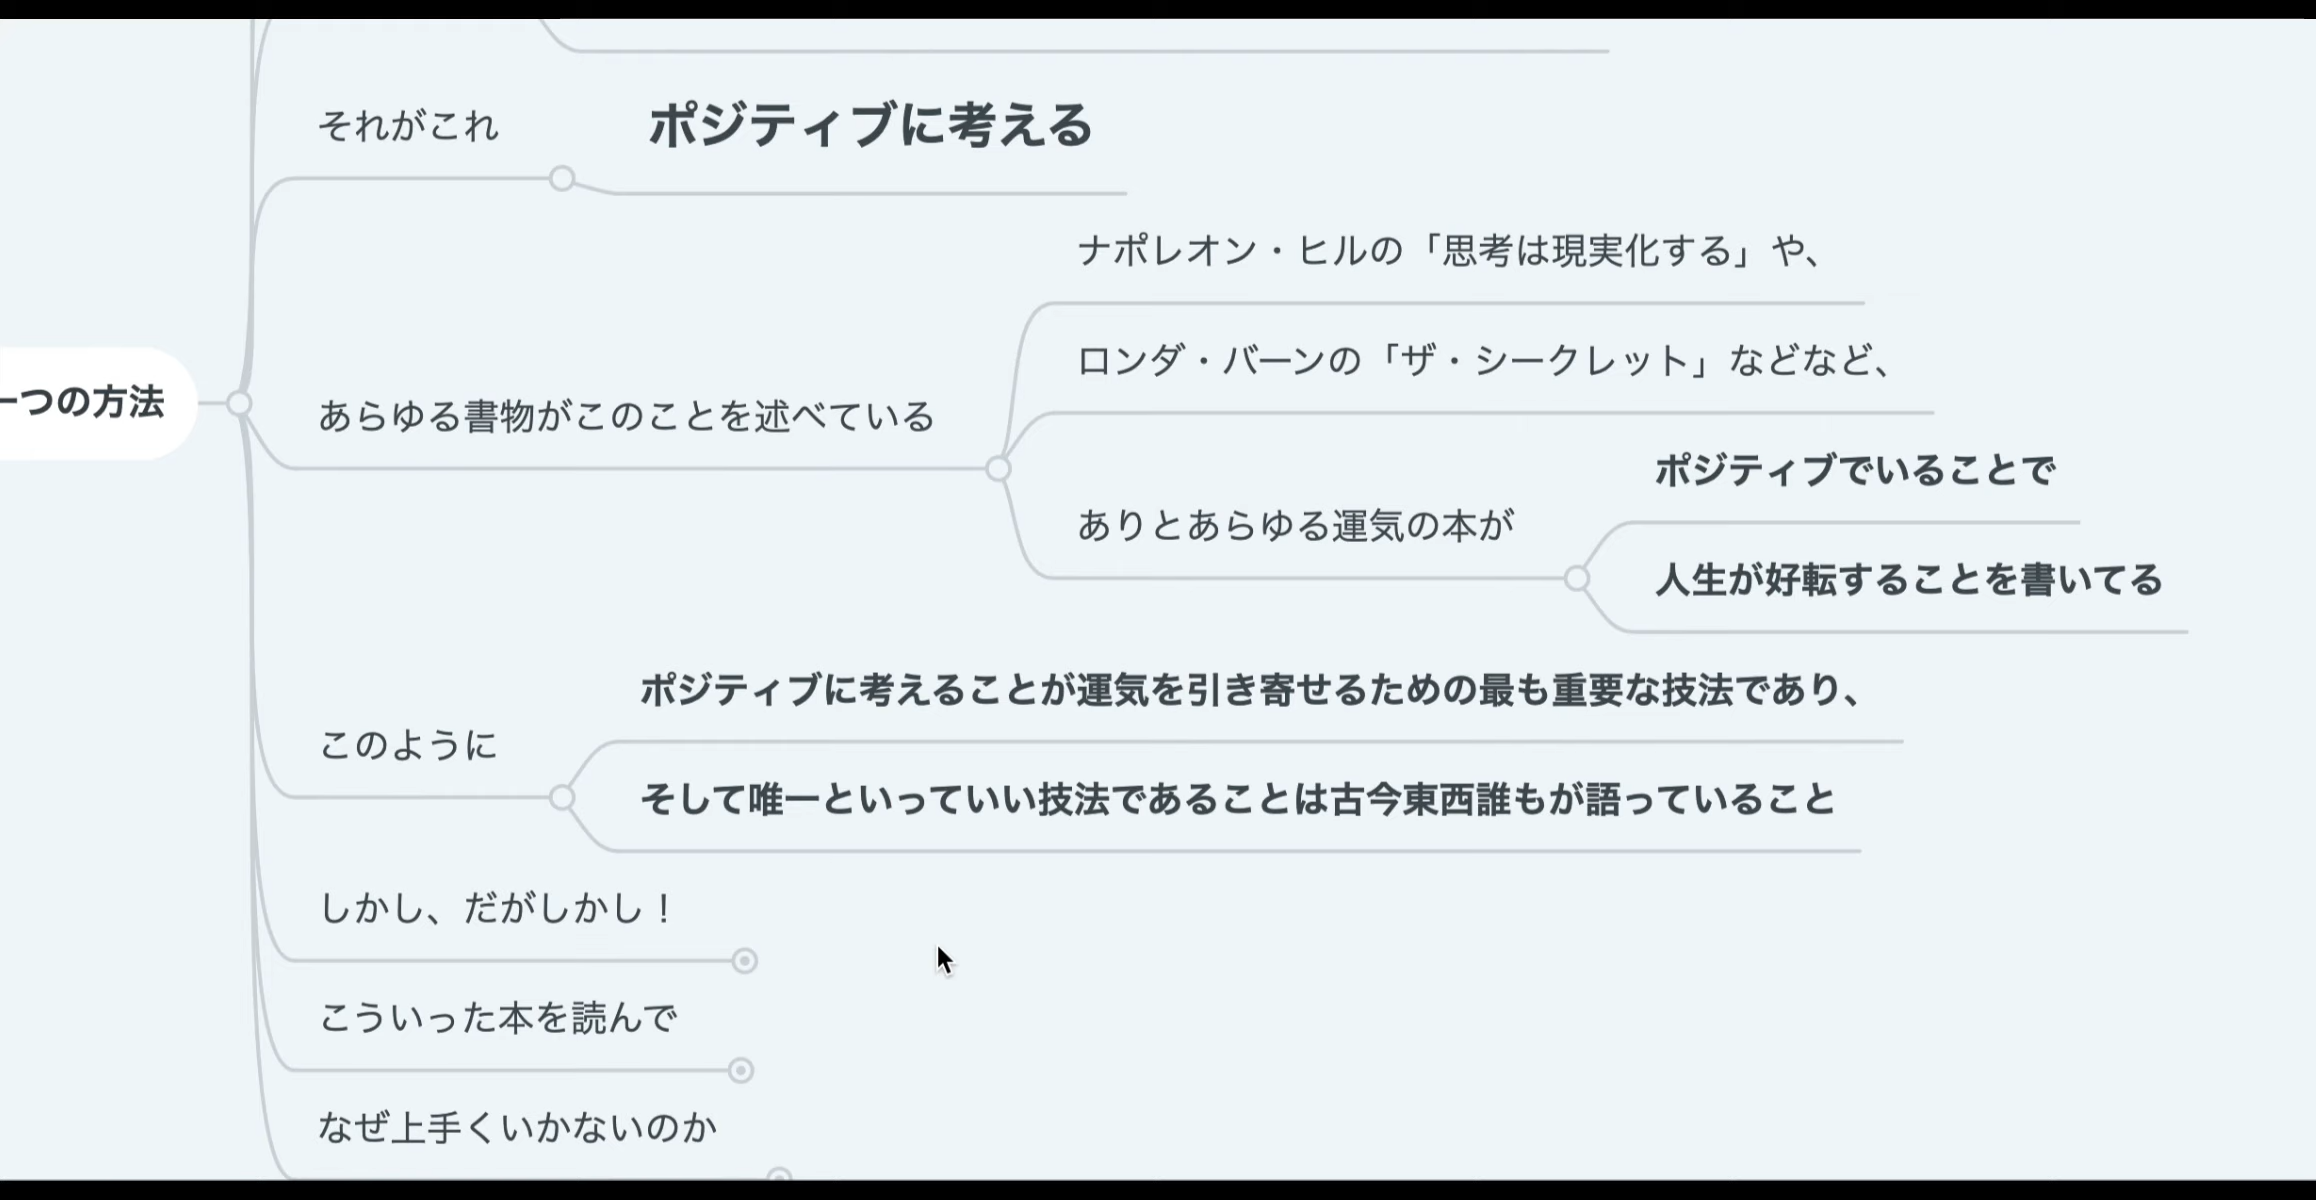 それがこれ
ポジティブに考える
ナポレオン・ヒルの「思考は現実化する」や、
ロンダ・バーンの「ザ・シークレット」などなど、
一つの方法
あらゆる書物がこのことを述べている
ポジティブでいることで
ありとあらゆる運気の本が
人生が好転することを書いてる
ポジティブに考えることが運気を引き寄せるための最も重要な技法であり、
このように
そして唯一といっていい技法であることは古今東西誰もが語っていること
しかし、だがしかし！
こういった本を読んで
なぜ上手くいかないのか